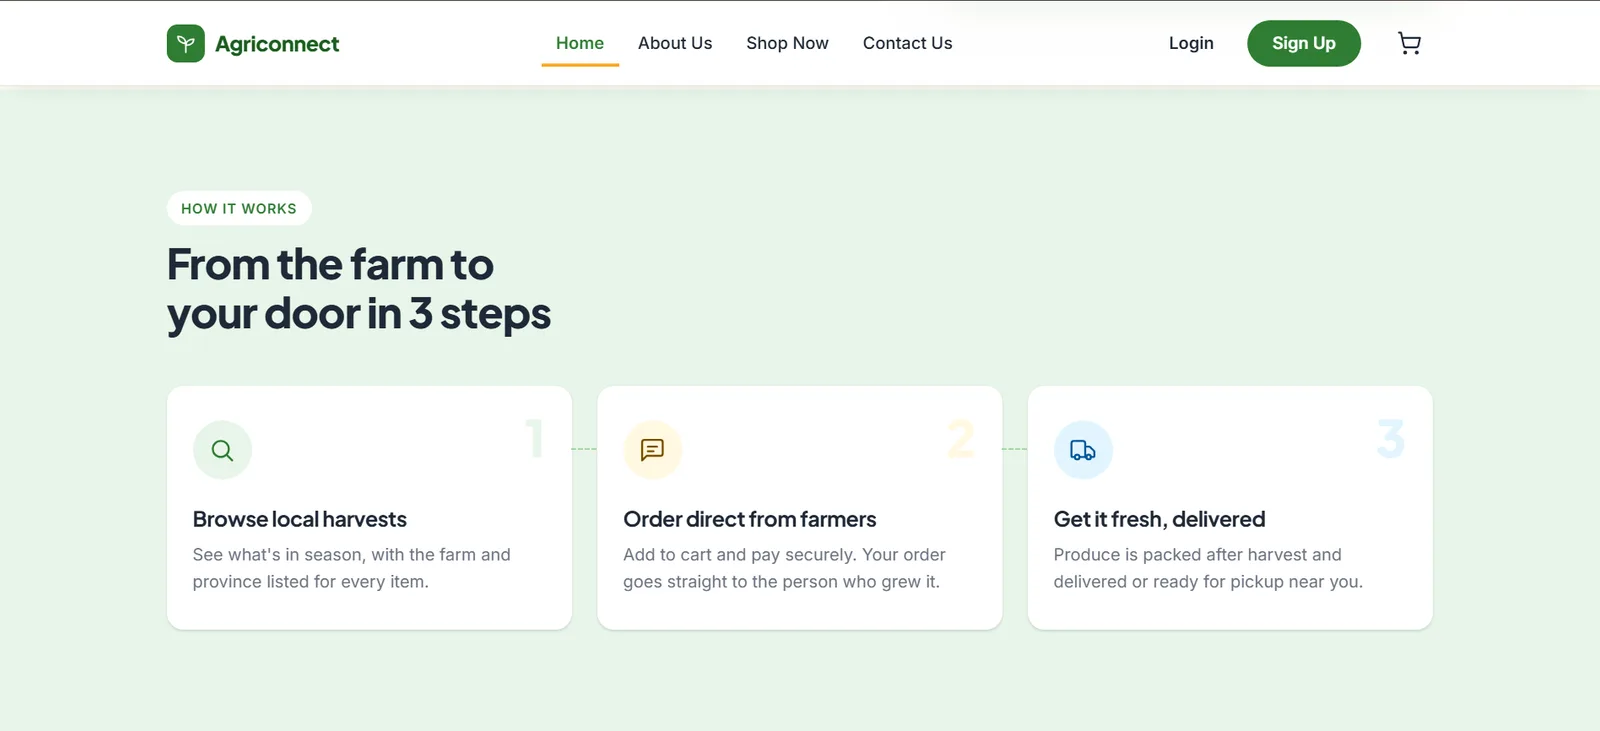 Agriconnect
Home
About Us
Shop Now
Contact Us
Login
Sign Up
HOW IT WORKS
From the farm to
your door in 3 steps
1
Browse local harvests
See what's in season, with the farm and
province listed for every item.
2
Order direct from farmers
Add to cart and pay securely. Your order
goes straight to the person who grew it.
3
Get it fresh, delivered
Produce is packed after harvest and
delivered or ready for pickup near you.